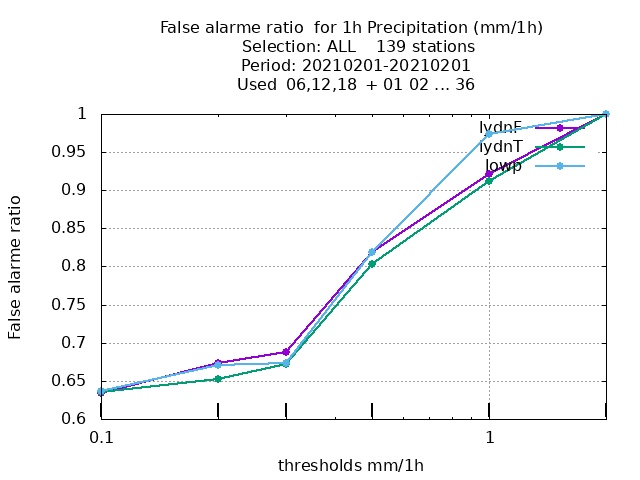 False alarme ratio  for 1h Precipitation (mm/1h)
Selection: ALL    139 stations
Period: 20210201-20210201
Used  06,12,18  + 01 02 ... 36
lydnF
lydnT
lowp
1
0.95
0.9
0.85
0.8
0.75
0.7
0.65
0.6
False alarme ratio
0.1
1
thresholds mm/1h